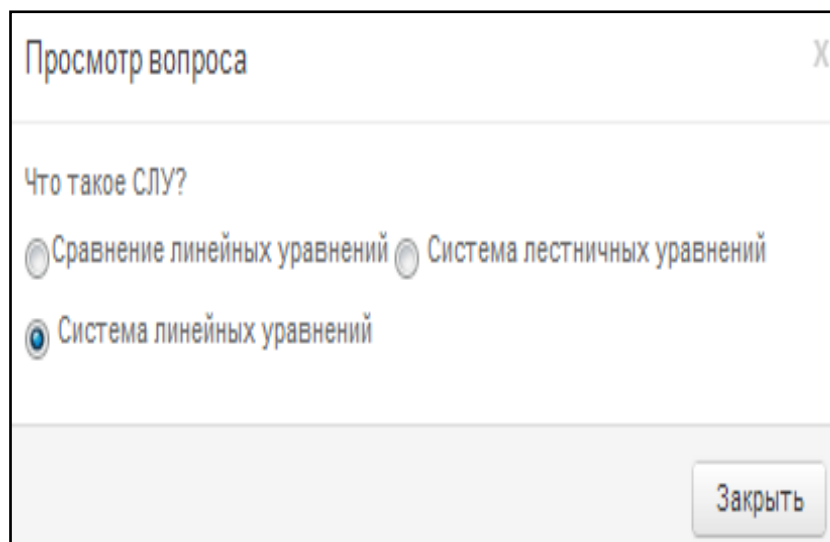 Просмотр вопроса X
Что такое СЛУ?
Сравнение линейных уравнений Система лестничных уравнений
Система линейных уравнений
Закрыть